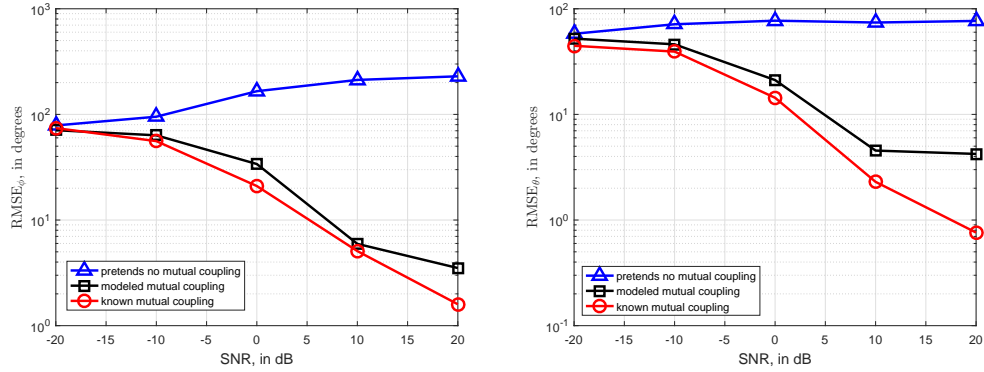 10^3
10^2
10^1
10^0
RMSE_ϕ, in degrees
pretends no mutual coupling
modeled mutual coupling
known mutual coupling
-20 -15 -10 -5 0 5 10 15 20
SNR, in dB
10^2
10^1
10^0
10^-1
RMSE_θ, in degrees
pretends no mutual coupling
modeled mutual coupling
known mutual coupling
-20 -15 -10 -5 0 5 10 15 20
SNR, in dB